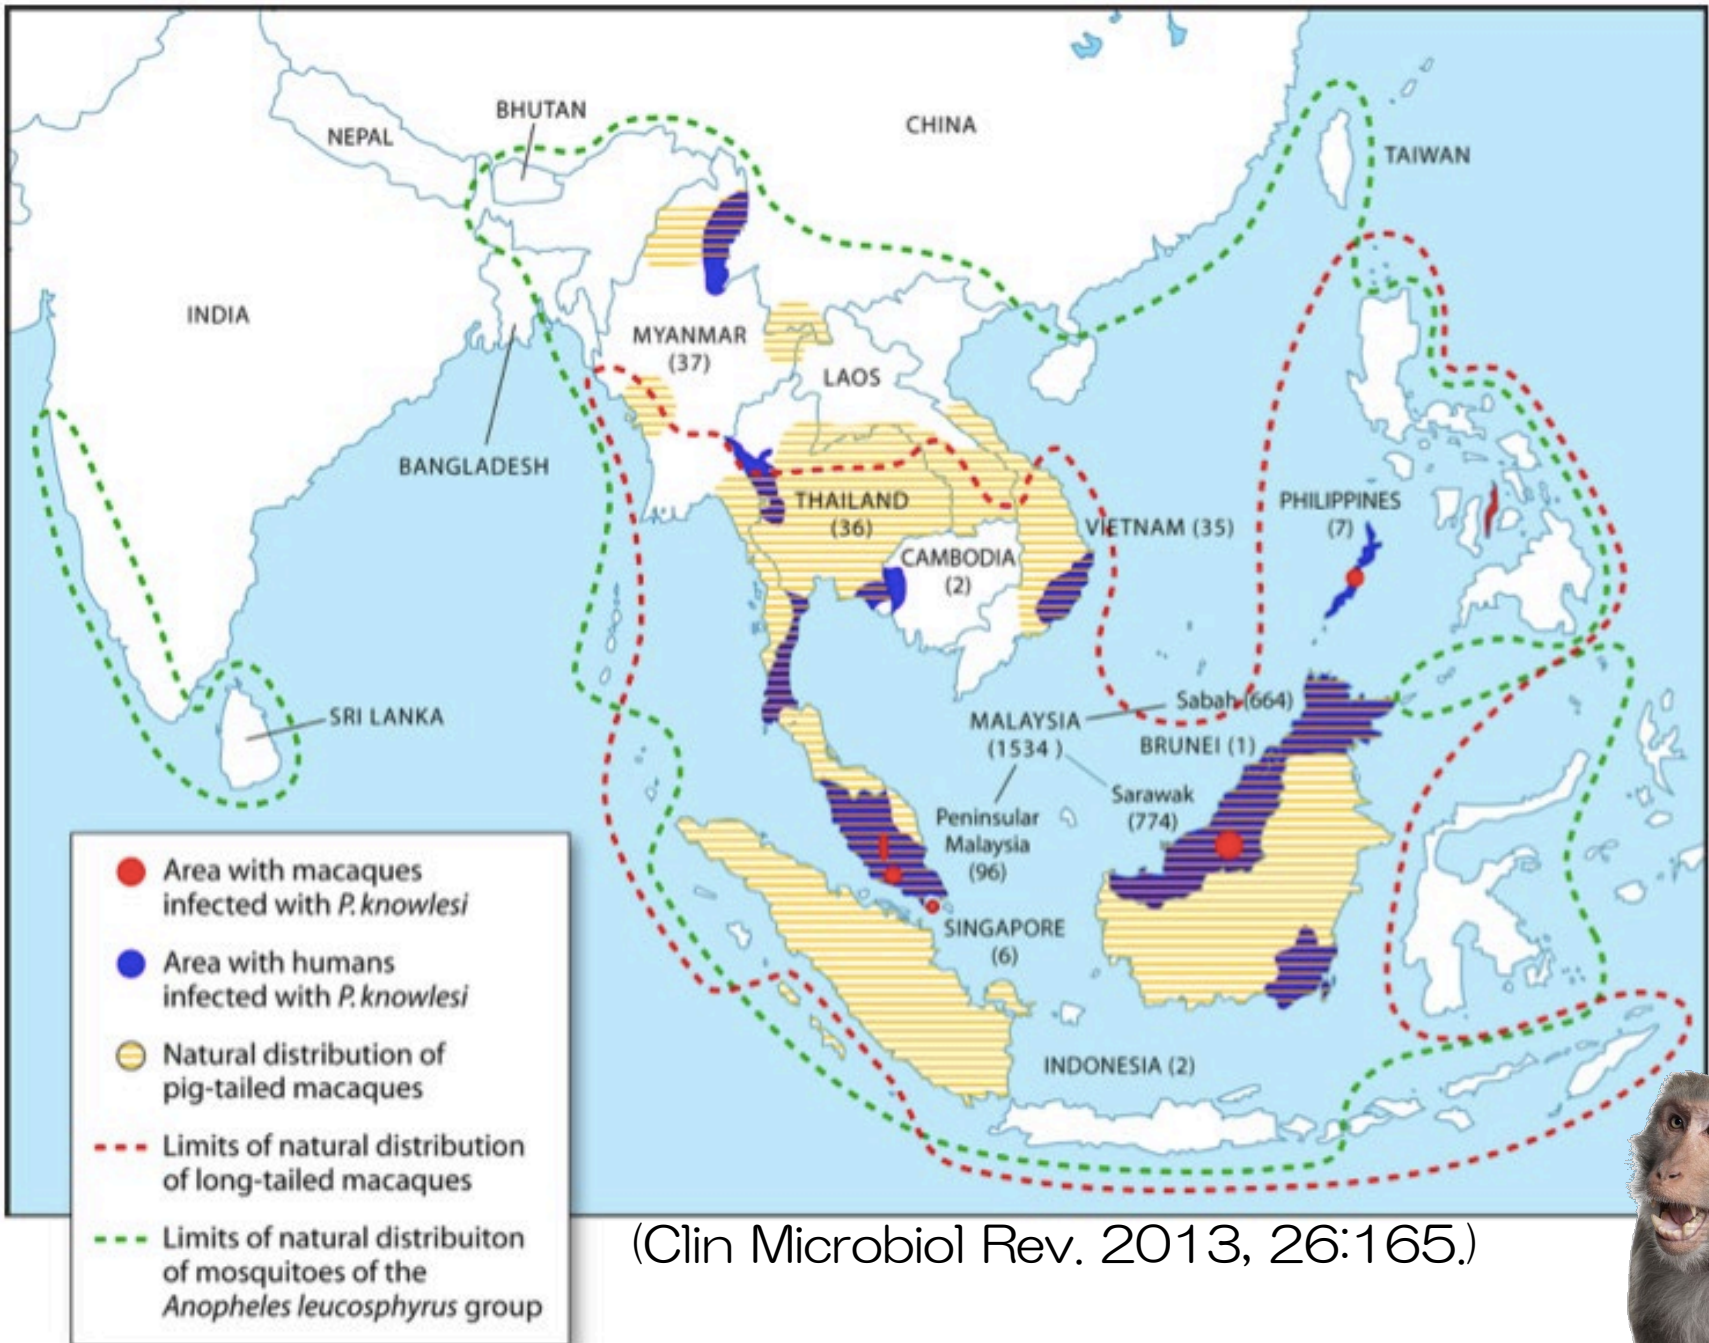 BHUTAN
NEPAL
CHINA
TAIWAN
INDIA
MYANMAR
(37)
LAOS
BANGLADESH
THAILAND
(36)
VIETNAM (35)
PHILIPPINES
(7)
CAMBODIA
(2)
SRI LANKA
Sabah (664)
MALAYSIA
(1534 )
BRUNEI (1)
Sarawak
(774)
Peninsular
Malaysia
(96)
SINGAPORE
(6)
INDONESIA (2)
Area with macaques
infected with P. knowlesi
Area with humans
infected with P. knowlesi
Natural distribution of
pig-tailed macaques
Limits of natural distribution
of long-tailed macaques
Limits of natural distribuiton
of mosquitoes of the
Anopheles leucosphyrus group
(Clin Microbiol Rev. 2013, 26:165.)